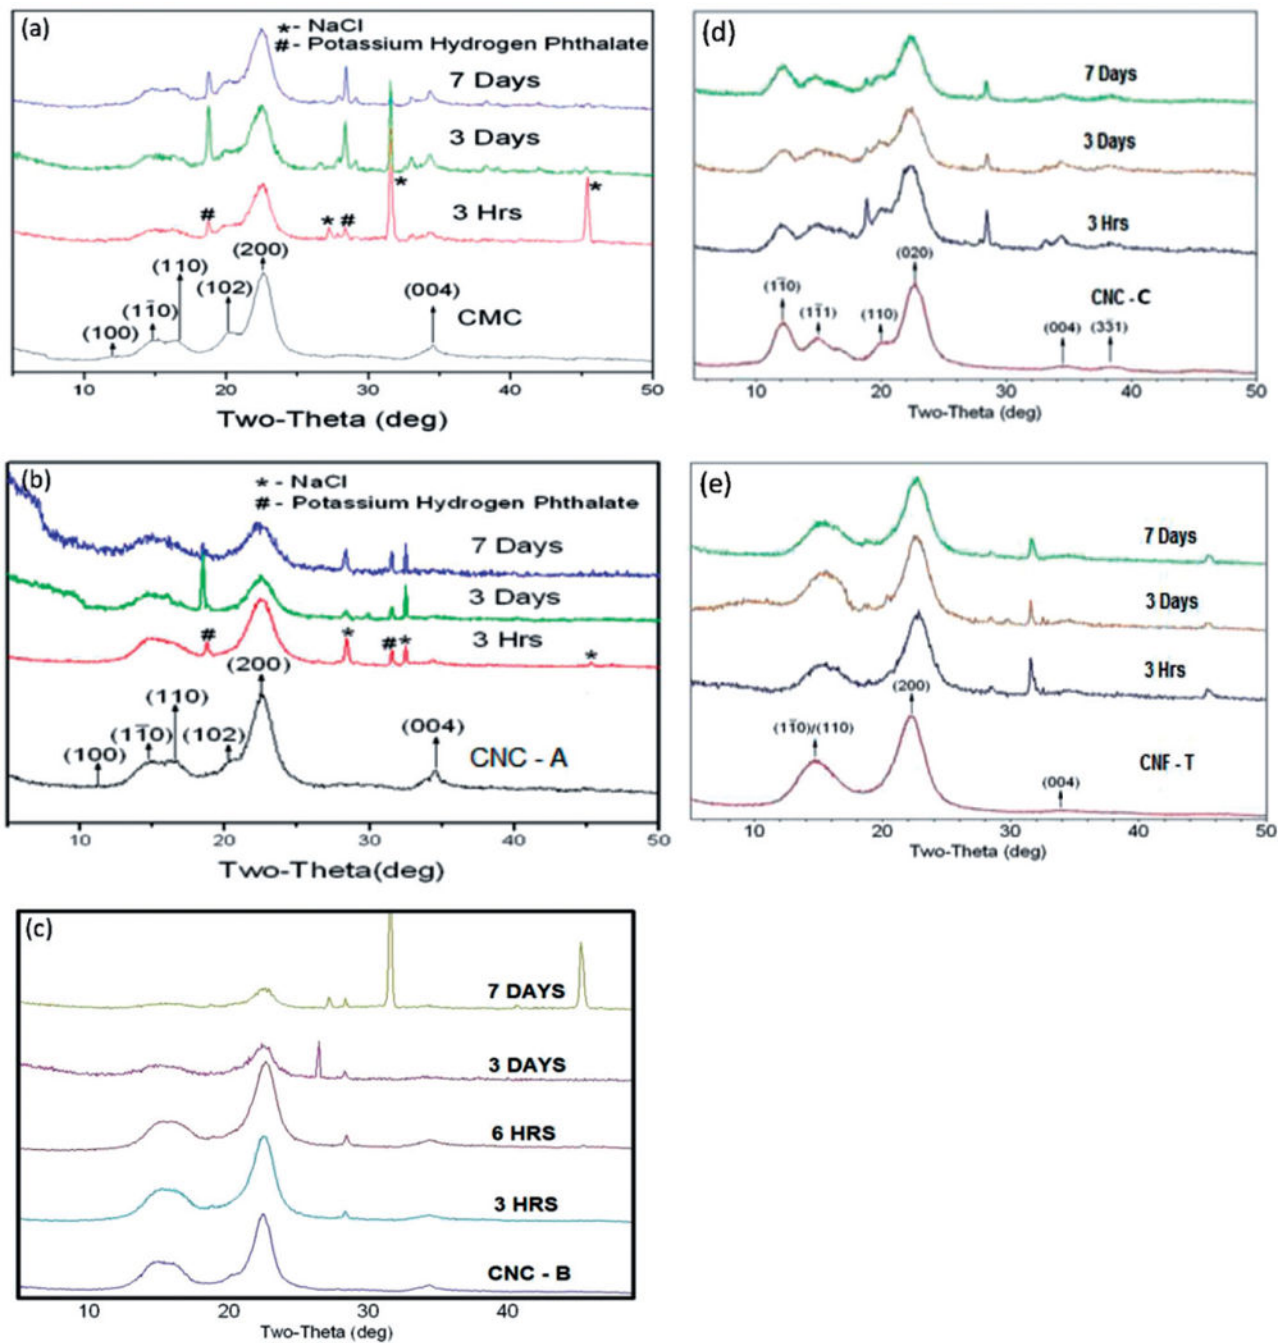 (a)
*- NaCl
#- Potassium Hydrogen Phthalate
7 Days
3 Days
3 Hrs
#
*
#
*
*
(100)
(11̄0)
(110)
(102)
(200)
(004)
CMC
10
20
30
40
50
Two-Theta (deg)
(d)
7 Days
3 Days
3 Hrs
CNC - C
(11̄0)
(11̄1)
(110)
(020)
(004)
(33̄1)
10
20
30
40
50
Two-Theta (deg)
(b)
* - NaCl
#- Potassium Hydrogen Phthalate
7 Days
3 Days
3 Hrs
#
*
#
*
*
(100)
(11̄0)
(110)
(102)
(200)
(004)
CNC - A
10
20
30
40
50
Two-Theta(deg)
(e)
7 Days
3 Days
3 Hrs
(11̄0)/(110)
(200)
(004)
CNF - T
10
20
30
40
50
Two-Theta (deg)
(c)
7 DAYS
3 DAYS
6 HRS
3 HRS
CNC - B
10
20
30
40
Two-Theta (deg)